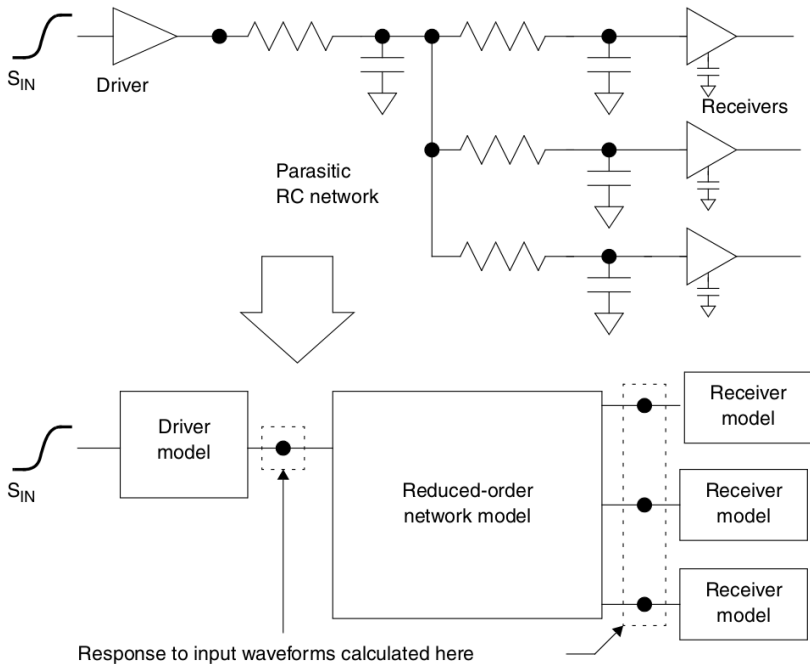 S_IN
Driver
Receivers
Parasitic
RC network
S_IN
Driver
model
Reduced-order
network model
Receiver
model
Receiver
model
Receiver
model
Response to input waveforms calculated here